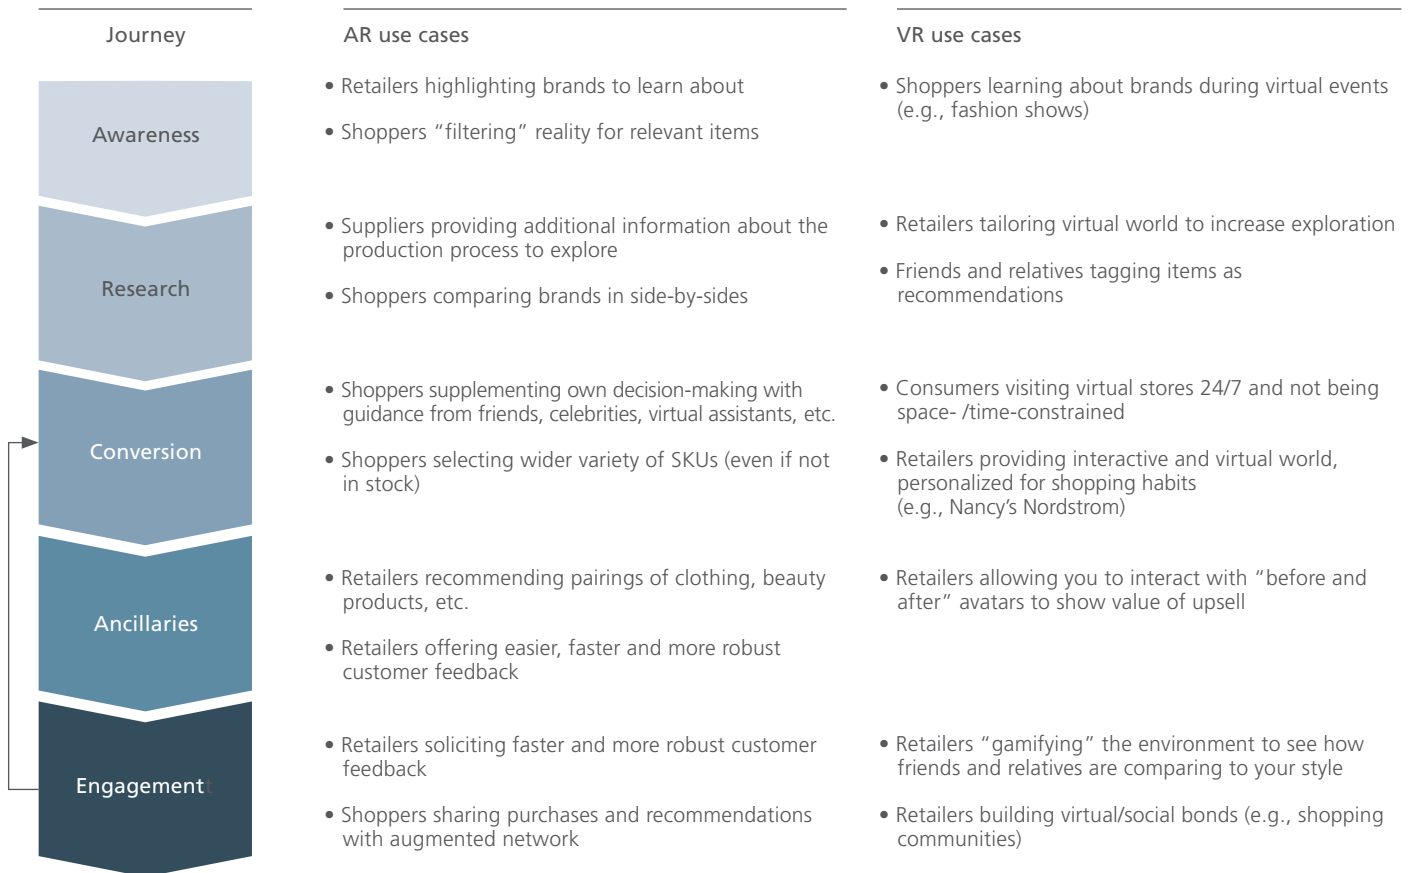 Journey
AR use cases
VR use cases
Awareness
• Retailers highlighting brands to learn about
• Shoppers “filtering” reality for relevant items
• Shoppers learning about brands during virtual events
(e.g., fashion shows)
Research
• Suppliers providing additional information about the
production process to explore
• Shoppers comparing brands in side-by-sides
• Retailers tailoring virtual world to increase exploration
• Friends and relatives tagging items as
recommendations
Conversion
• Shoppers supplementing own decision-making with
guidance from friends, celebrities, virtual assistants, etc.
• Shoppers selecting wider variety of SKUs (even if not
in stock)
• Consumers visiting virtual stores 24/7 and not being
space- /time-constrained
• Retailers providing interactive and virtual world,
personalized for shopping habits
(e.g., Nancy’s Nordstrom)
Ancillaries
• Retailers recommending pairings of clothing, beauty
products, etc.
• Retailers offering easier, faster and more robust
customer feedback
• Retailers allowing you to interact with “before and
after” avatars to show value of upsell
Engagementt
• Retailers soliciting faster and more robust customer
feedback
• Shoppers sharing purchases and recommendations
with augmented network
• Retailers “gamifying” the environment to see how
friends and relatives are comparing to your style
• Retailers building virtual/social bonds (e.g., shopping
communities)